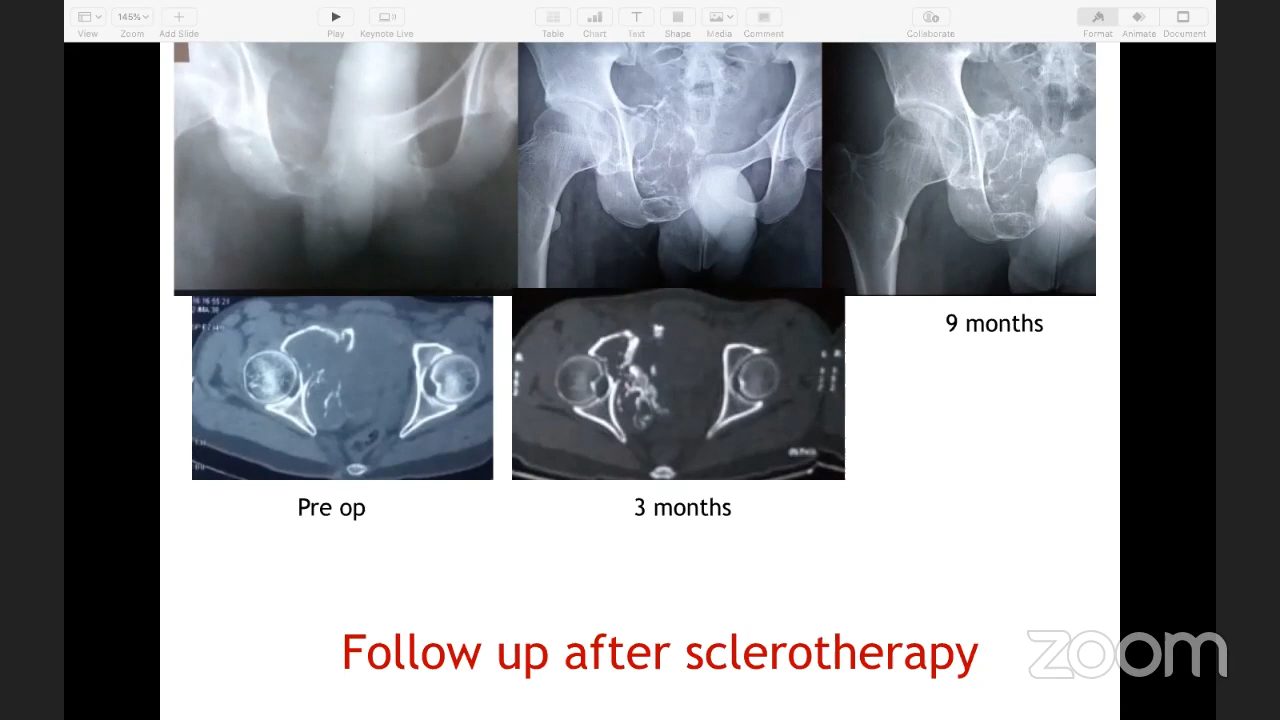 View
145%
Zoom
Add Slide
Play
Keynote Live
Table
Chart
Text
Shape
Media
Comment
Collaborate
Format
Animate
Document
9 months
Pre op
3 months
Follow up after sclerotherapy
zoom